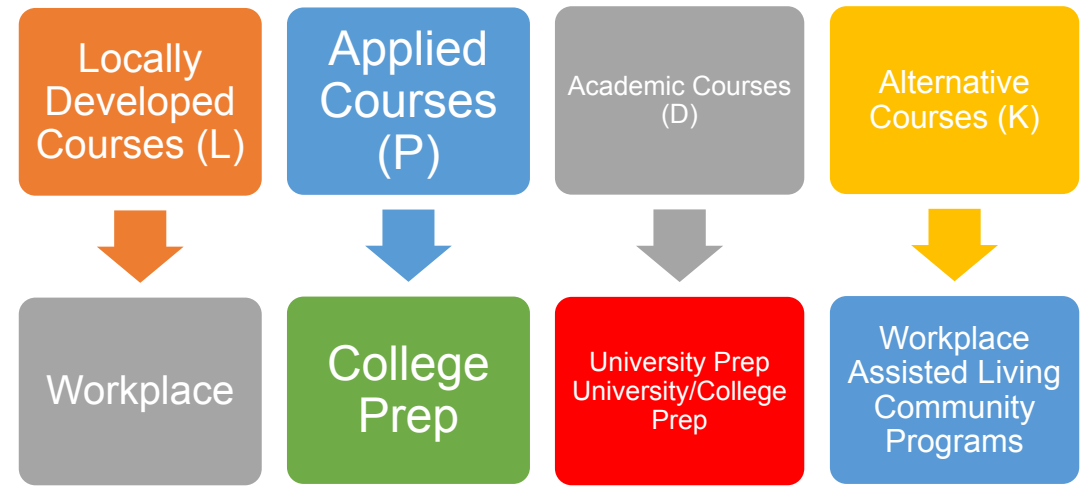 Locally
Developed
Courses (L)
Applied
Courses
(P)
Academic Courses
(D)
Alternative
Courses (K)
Workplace
College
Prep
University Prep
University/College
Prep
Workplace
Assisted Living
Community
Programs